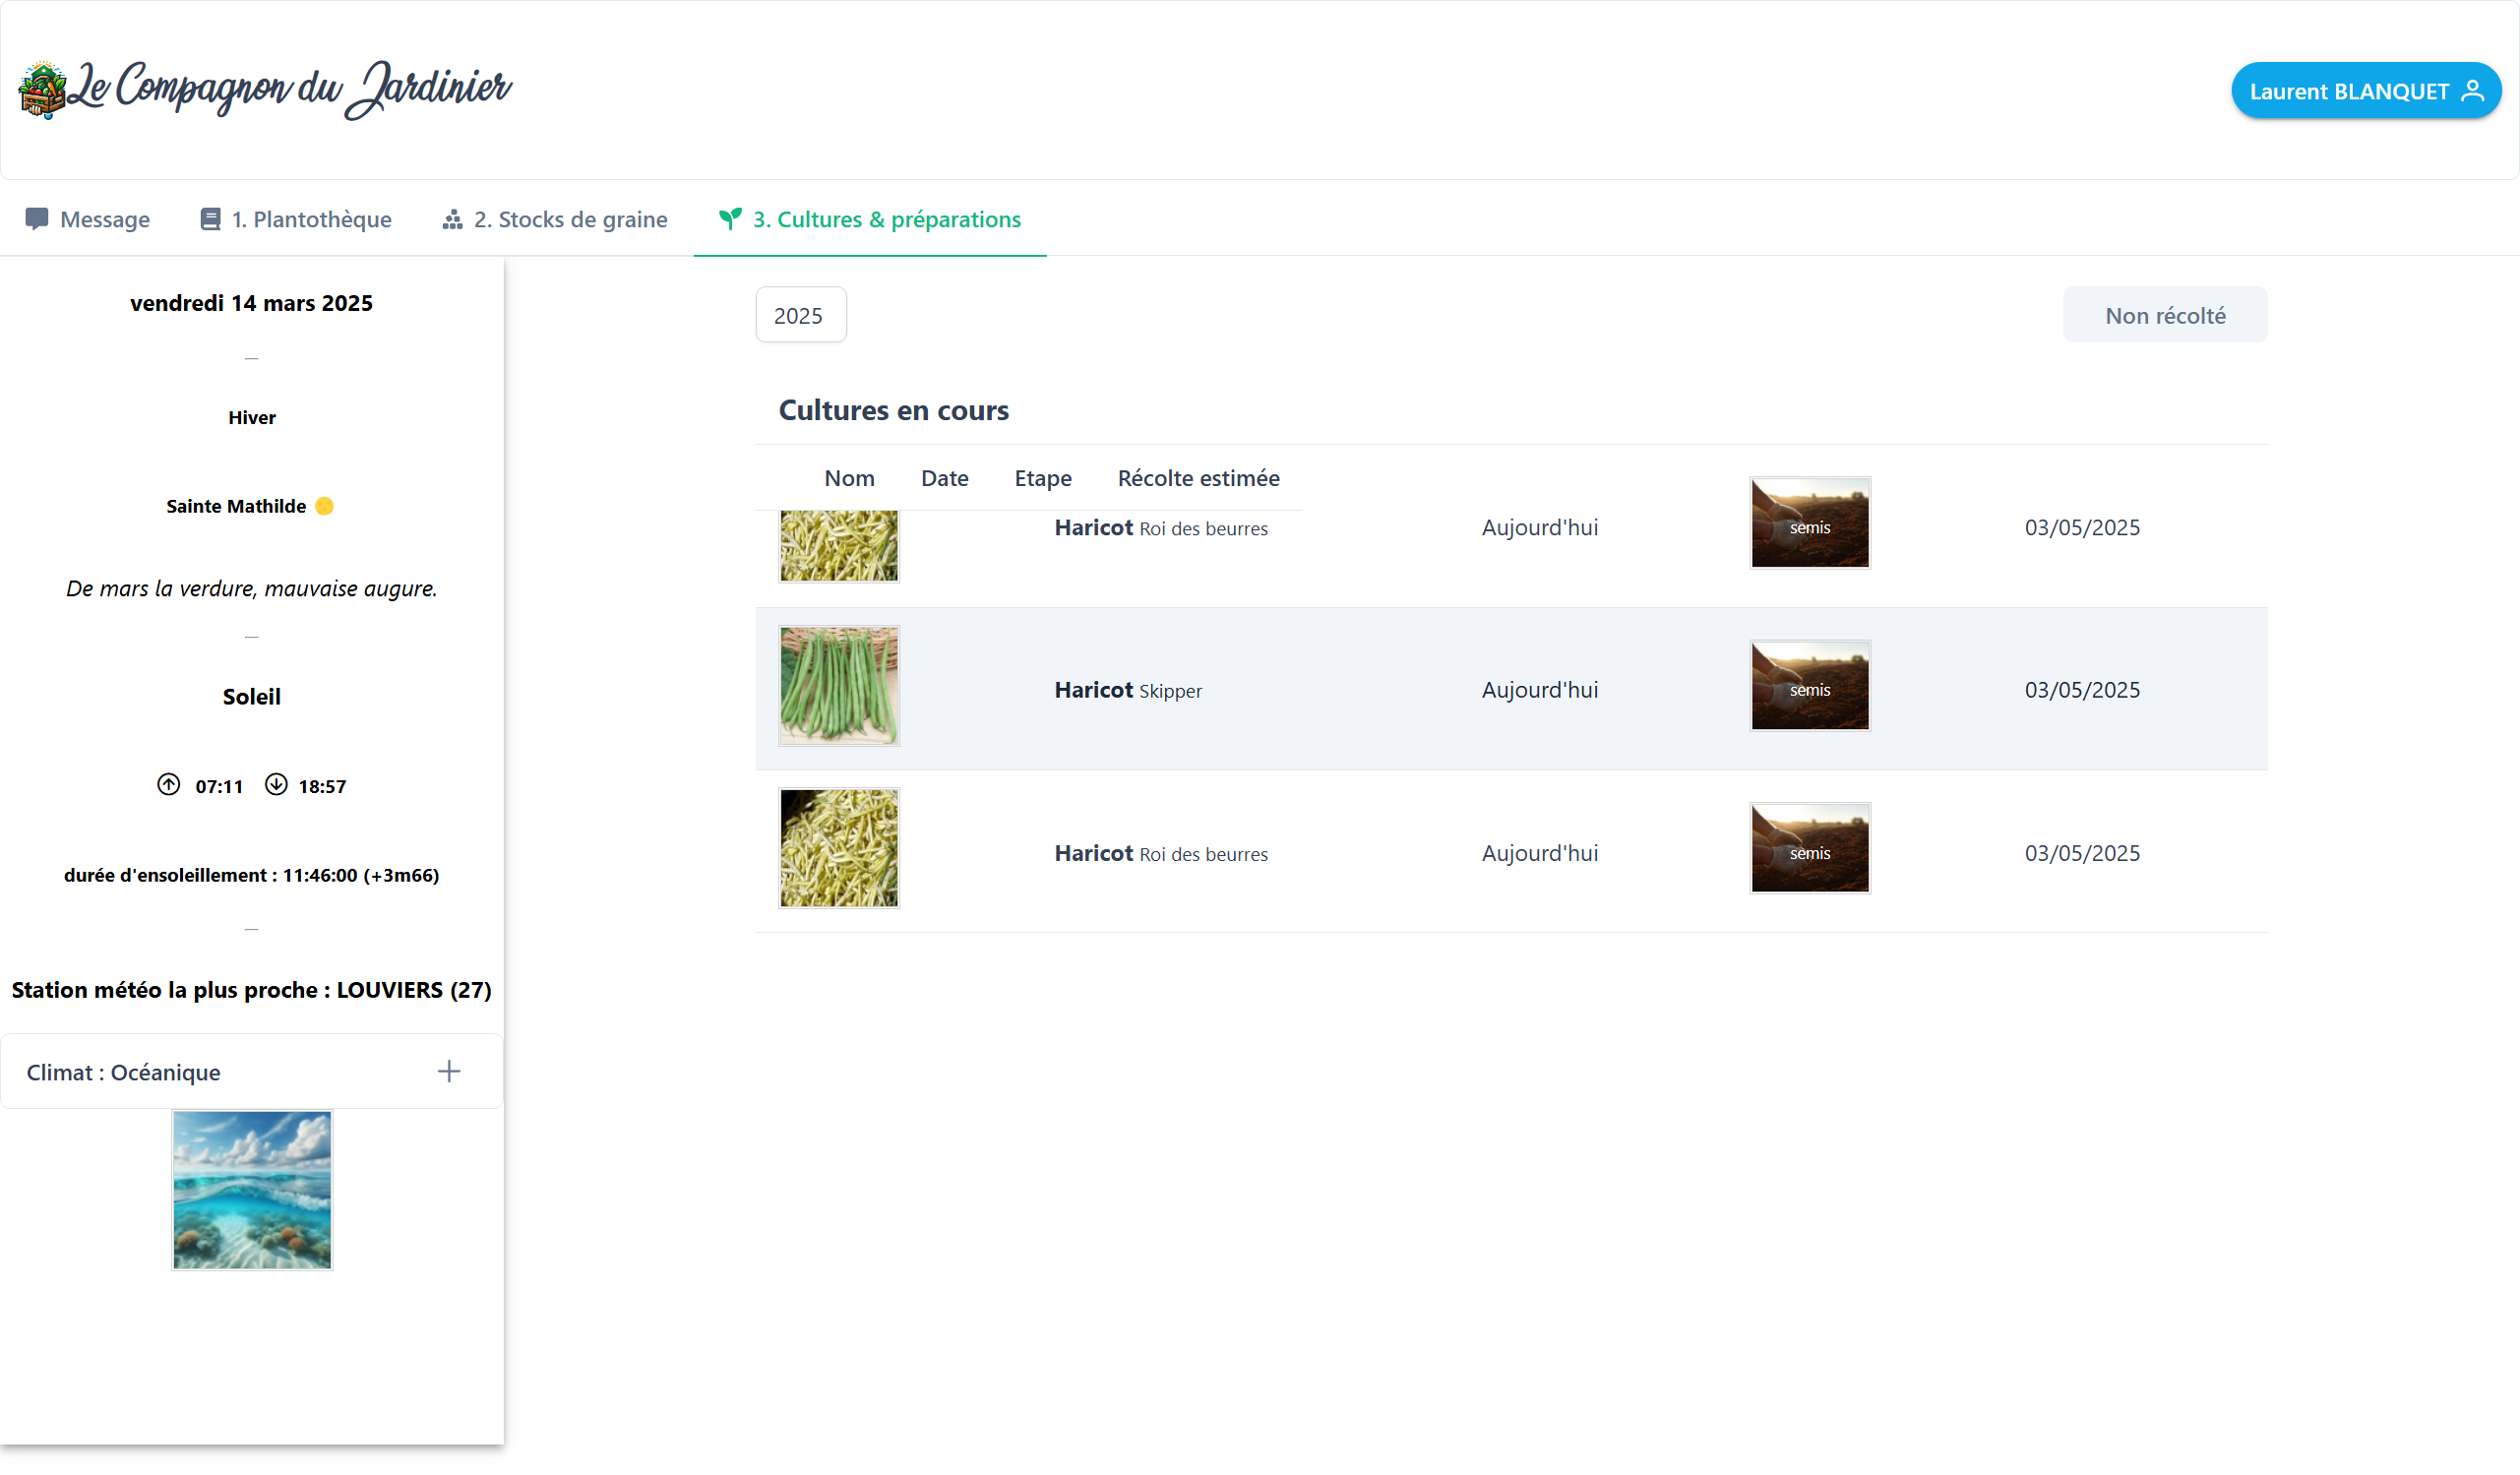 Le Compagnon du Jardinier
Laurent BLANQUET
Message
1. Plantothèque
2. Stocks de graine
3. Cultures & préparations
vendredi 14 mars 2025
—
Hiver
Sainte Mathilde
De mars la verdure, mauvaise augure.
—
Soleil
07:11 18:57
durée d'ensoleillement : 11:46:00 (+3m66)
—
Station météo la plus proche : LOUVIERS (27)
Climat : Océanique
2025
Non récolté
Cultures en cours
Nom Date Etape Récolte estimée
Haricot Roi des beurres Aujourd'hui semis 03/05/2025
Haricot Skipper Aujourd'hui semis 03/05/2025
Haricot Roi des beurres Aujourd'hui semis 03/05/2025